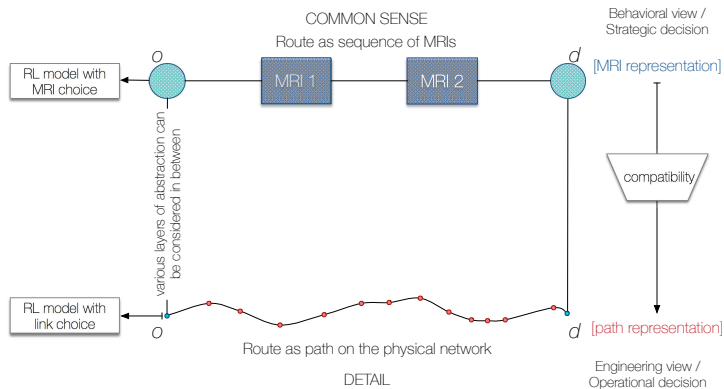 COMMON SENSE
Route as sequence of MRIs
Behavioral view /
Strategic decision
o
d
[MRI representation]
RL model with
MRI choice
MRI 1
MRI 2
various layers of abstraction can
be considered in between
compatibility
RL model with
link choice
o
d
[path representation]
Route as path on the physical network
DETAIL
Engineering view /
Operational decision